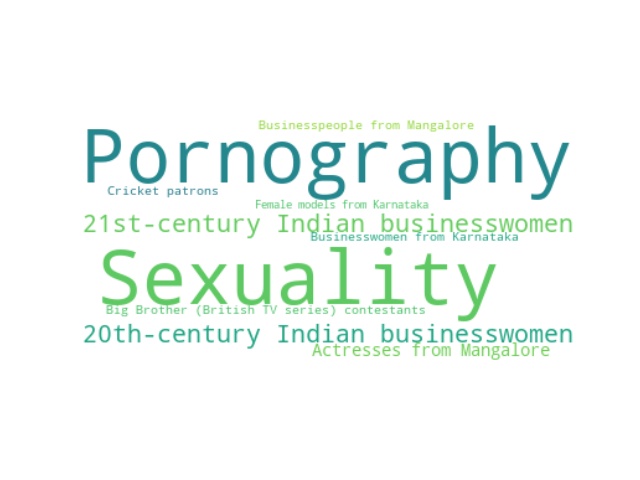 Businesspeople from Mangalore
Pornography
Cricket patrons
Female models from Karnataka
21st-century Indian businesswomen
Businesswomen from Karnataka
Sexuality
Big Brother (British TV series) contestants
20th-century Indian businesswomen
Actresses from Mangalore